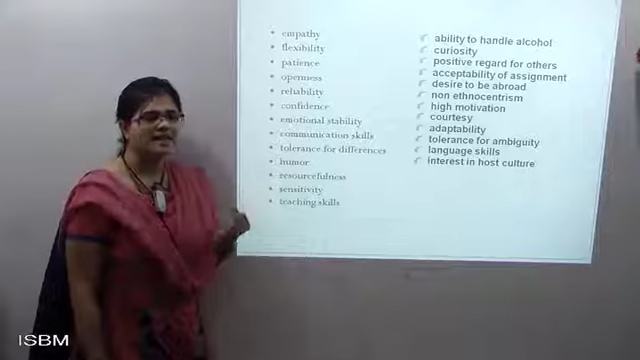 empathy
flexibility
patience
openness
reliability
confidence
emotional stability
communication skills
tolerance for differences
humor
resourcefulness
sensitivity
teaching skills
ability to handle alcohol
curiosity
positive regard for others
acceptability of assignment
desire to be abroad
non ethnocentrism
high motivation
courtesy
adaptability
tolerance for ambiguity
language skills
interest in host culture
ISBM